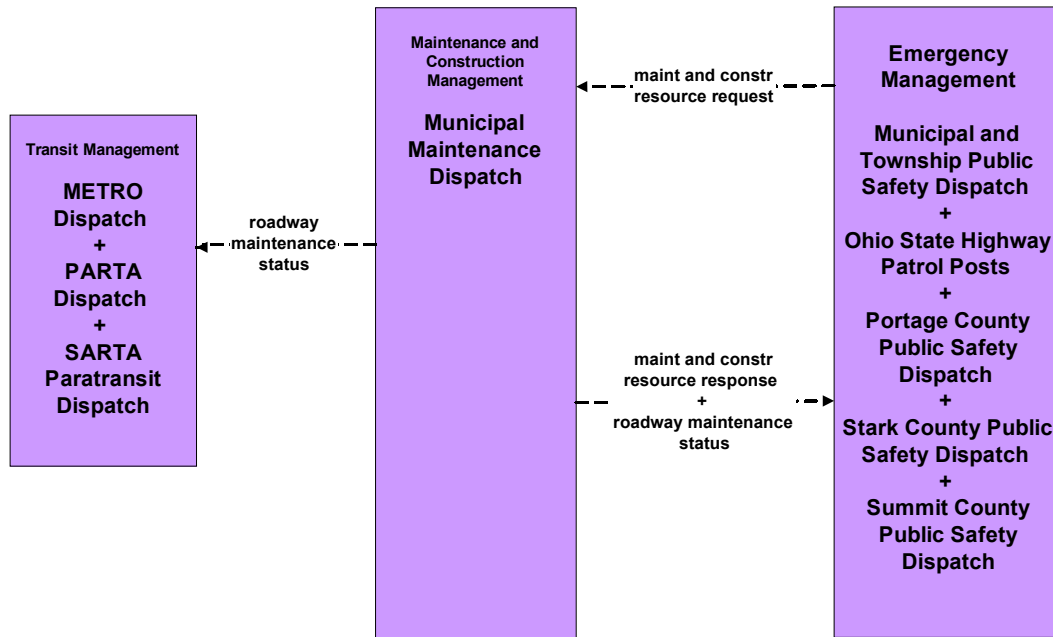 Transit Management
METRO
Dispatch
+
PARTA
Dispatch
+
SARTA
Paratransit
Dispatch
roadway
maintenance
status
Maintenance and
Construction
Management
Municipal
Maintenance
Dispatch
maint and constr
resource request
maint and constr
resource response
+
roadway maintenance
status
Emergency
Management
Municipal and
Township Public
Safety Dispatch
+
Ohio State Highway
Patrol Posts
+
Portage County
Public Safety
Dispatch
+
Stark County Public
Safety Dispatch
+
Summit County
Public Safety
Dispatch